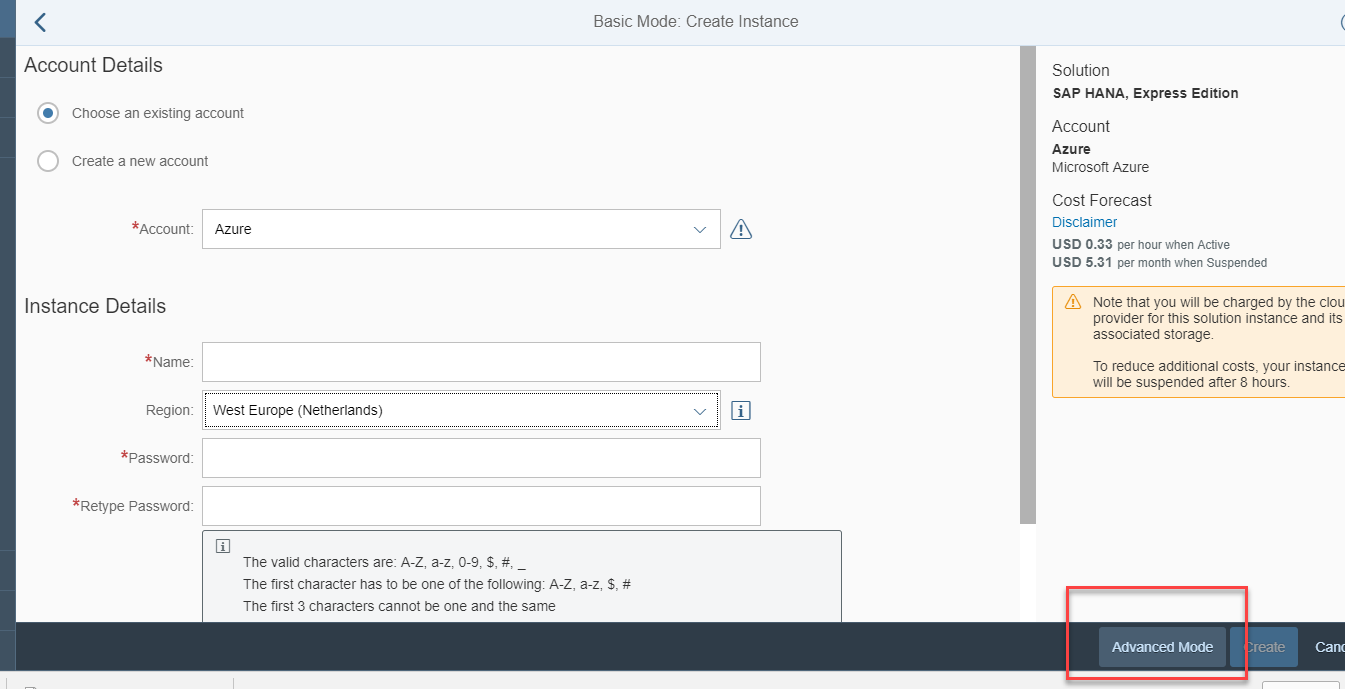 Basic Mode: Create Instance
Account Details
Choose an existing account
Create a new account
*Account: Azure
Instance Details
*Name:
Region: West Europe (Netherlands)
*Password:
*Retype Password:
The valid characters are: A-Z, a-z, 0-9, $, #, _
The first character has to be one of the following: A-Z, a-z, $, #
The first 3 characters cannot be one and the same
Solution
SAP HANA, Express Edition
Account
Azure
Microsoft Azure
Cost Forecast
Disclaimer
USD 0.33 per hour when Active
USD 5.31 per month when Suspended
Note that you will be charged by the clou
provider for this solution instance and its
associated storage.
To reduce additional costs, your instance
will be suspended after 8 hours.
Advanced Mode
Create
Canc